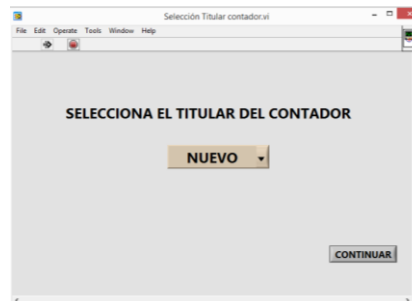 Selección Titular contador.vi
File Edit Operate Tools Window Help
SELECCIONA EL TITULAR DEL CONTADOR
NUEVO
CONTINUAR